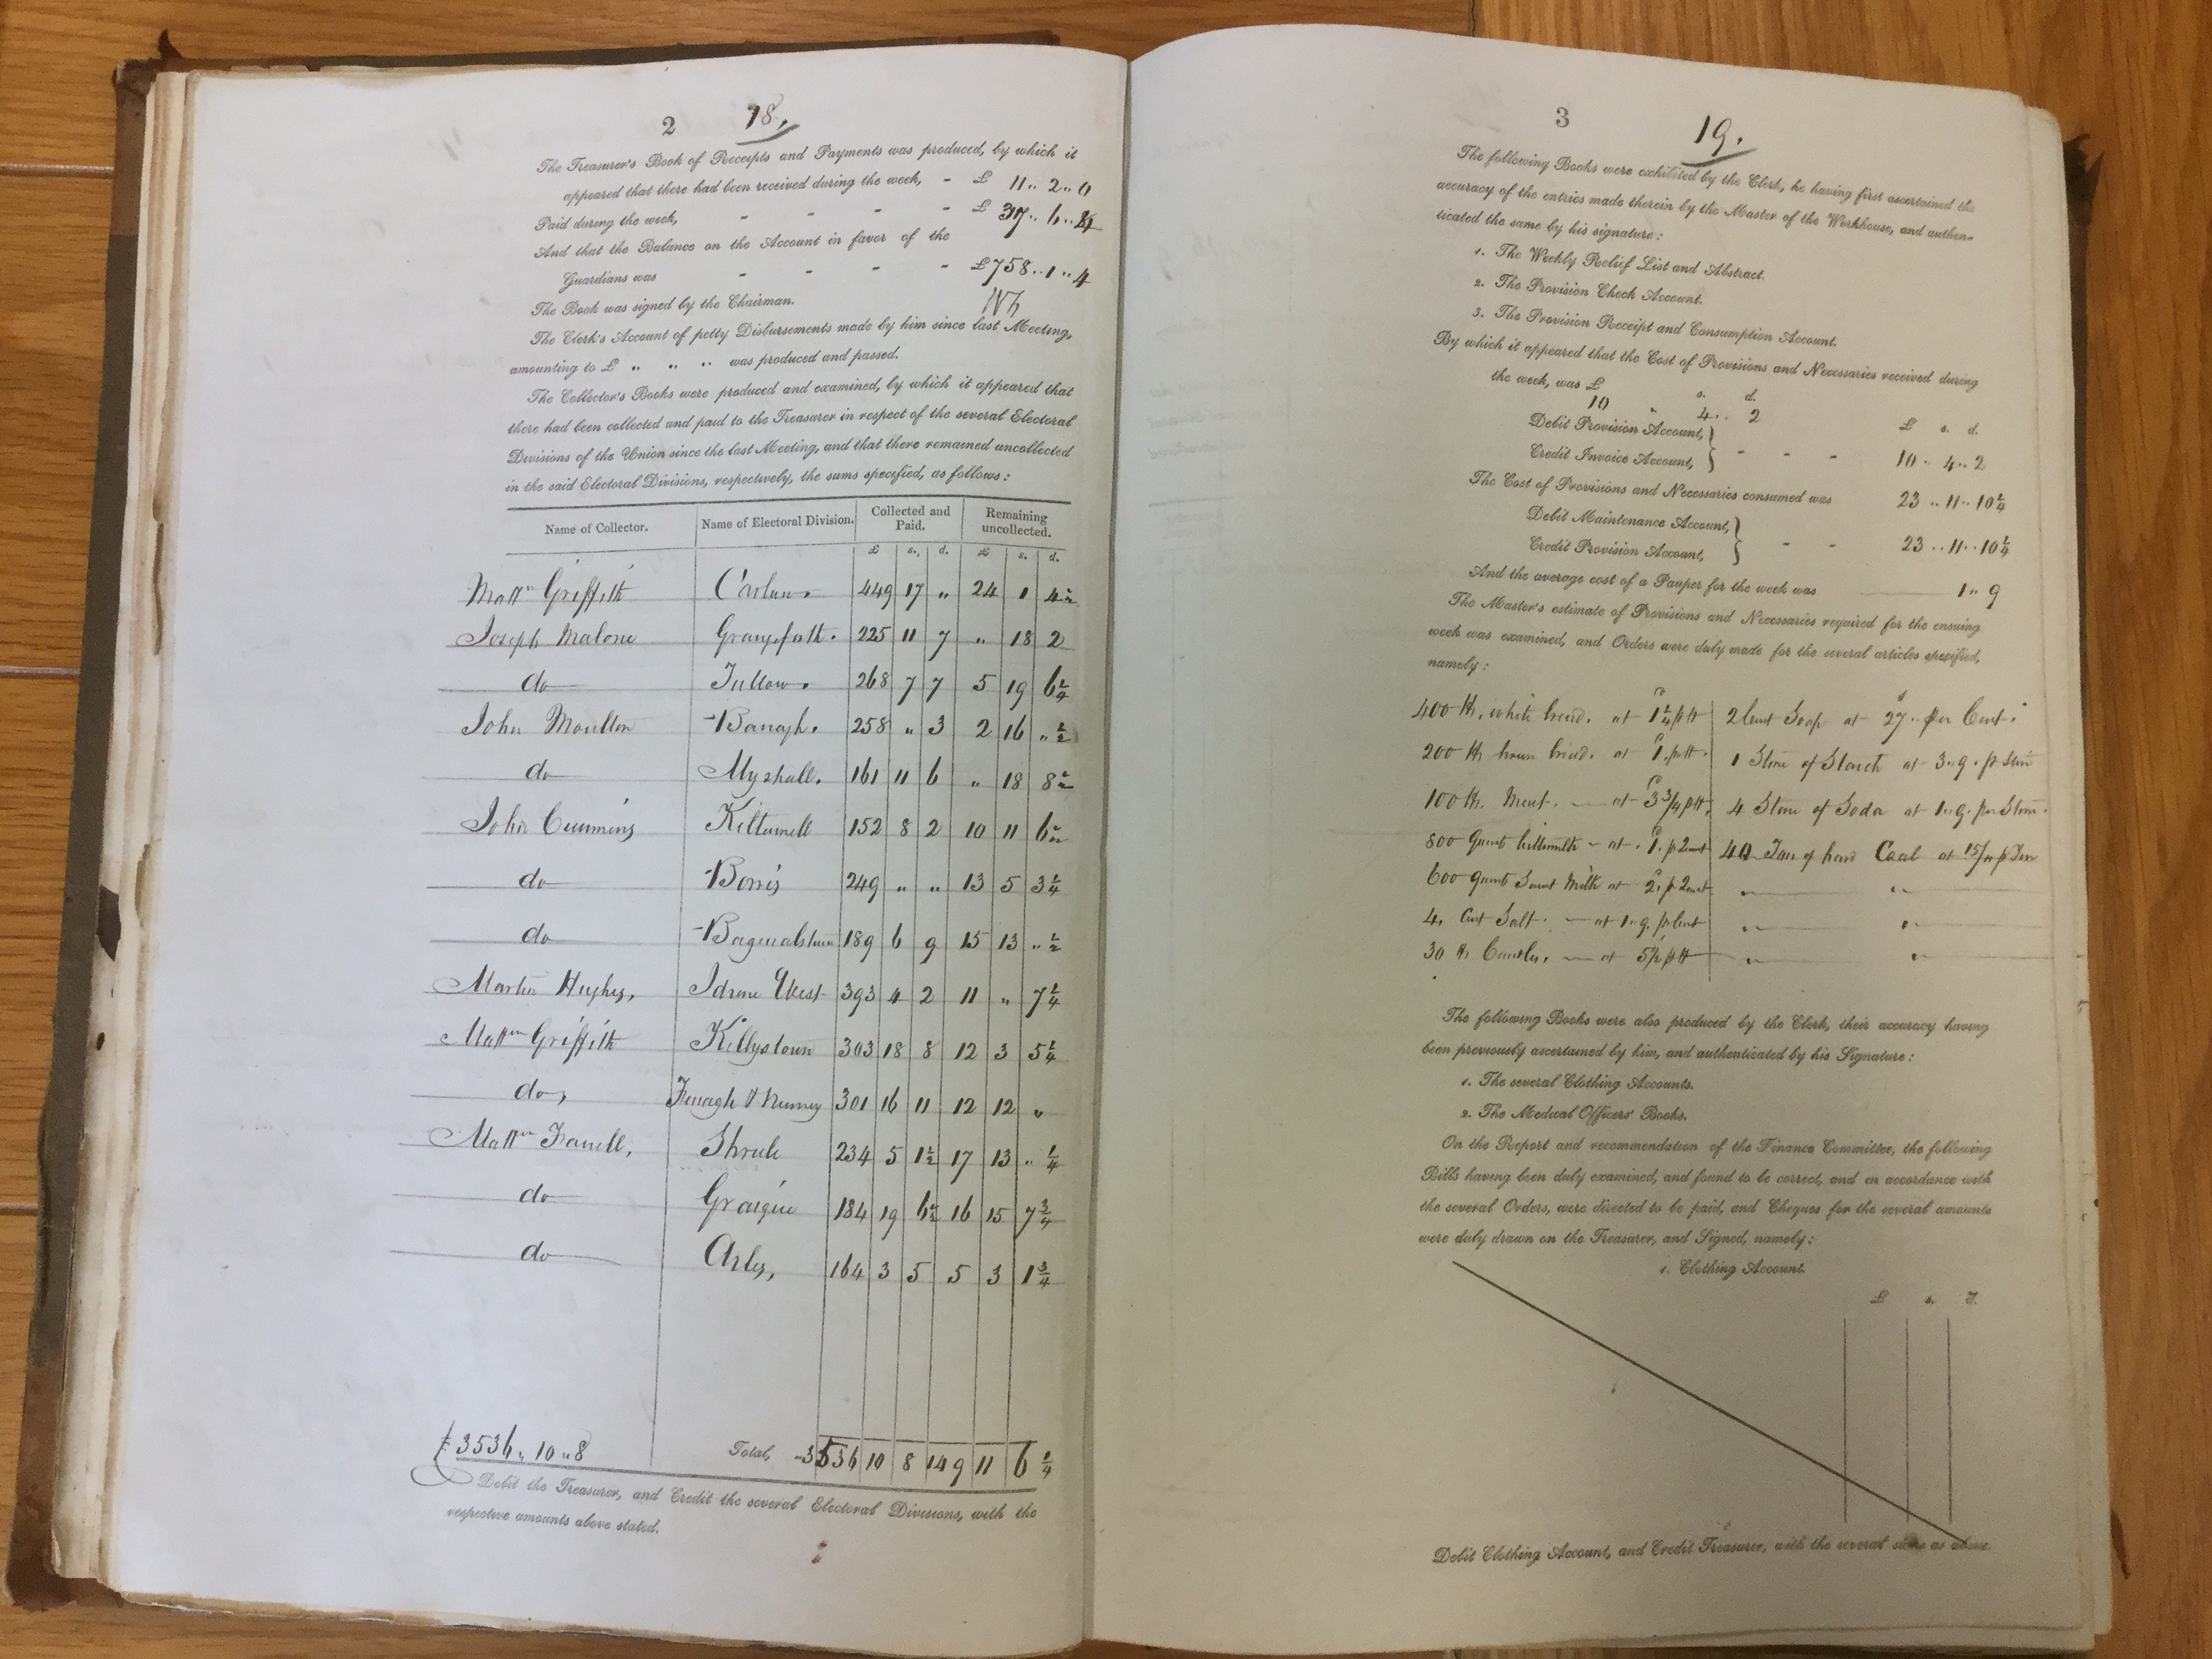 2 18.
The Treasurer's Book of Receipts and Payments was produced, by which it
appeared that there had been received during the week, - £ 11 " 2 " 0
Paid during the week, - - - - £ 37 " 6 "
And that the Balance on the Account in favor of the
Guardians was - - - - £758 " 1 " 4
The Book was signed by the Chairman.
The Clerk's Account of petty Disbursements made by him since last Meeting,
amounting to £ " " " was produced and passed.
The Collector's Books were produced and examined, by which it appeared that
there had been collected and paid to the Treasurer in respect of the several Electoral
Divisions of the Union since the last Meeting, and that there remained uncollected
in the said Electoral Divisions, respectively, the sums specified, as follows:
Name of Collector. Name of Electoral Division. Collected and Paid. Remaining uncollected.
£ s. d. £ s. d.
Mattw Griffith Carlow. 449 17 " 24 1 4½
Joseph Malone Grangeforth. 225 11 7 " 18 2
do Tullow. 268 7 7 5 19 6¼
John Moulton Barragh. 258 " 3 2 16 " ½
do Myshall. 161 11 6 " 18 8½
John Cummins Kiltennell 152 8 2 10 11 6½
do Borris 249 " " 13 5 3¼
do Bagenalstown 189 6 9 15 13 " ½
Martin Hughes, Idrone West 393 4 2 11 " 7¼
Mattw Griffith Killystown 303 18 8 12 3 5¼
do, Fenagh & Nurney 301 16 11 12 12 "
Mattw Farrell, Shrule 234 5 1½ 17 13 " ¼
do Graigue 184 19 6½ 16 15 7¾
do Arles, 164 3 5 5 3 1¾
£3536 " 10 " 8 Total, 3536 10 8 149 11 6¼
Debit the Treasurer, and Credit the several Electoral Divisions, with the
respective amounts above stated.
3 19.
The following Books were exhibited by the Clerk, he having first ascertained the
accuracy of the entries made therein by the Master of the Workhouse, and authen-
ticated the same by his signature:
1. The Weekly Relief List and Abstract.
2. The Provision Check Account.
3. The Provision Receipt and Consumption Account.
By which it appeared that the Cost of Provisions and Necessaries received during
the week, was £ s. d.
10 " 4 " 2
Debit Provision Account, } £ s. d.
Credit Invoice Account, } - - - 10 " 4 " 2
The Cost of Provisions and Necessaries consumed was 23 " 11 " 10¼
Debit Maintenance Account, }
Credit Provision Account, } - - 23 " 11 " 10¼
And the average cost of a Pauper for the week was 1 " 9
The Master's estimate of Provisions and Necessaries required for the ensuing
week was examined, and Orders were duly made for the several articles specified,
namely:
400 lb. white bread. at 1¼ p lb 2 Cwt Soap at 27 " per Cwt.
200 lb brown bread. at 1. p lb. 1 Stone of Starch at 3 " 9. p Stone
100 lb. Meat. — at 3¾ p lb. 4 Stone of Soda at 1 " 9. per Stone.
800 Quart buttermilk — at 1. p Quart 40 Tons of hard Coal at 15/ " p Ton
600 quart Sweet Milk at 2. p Quart " "
4. Cwt Salt. — at 1 " 9. p Cwt " "
30 lb Candles. — at 5½ p lb " "
The following Books were also produced by the Clerk, their accuracy having
been previously ascertained by him, and authenticated by his Signature:
1. The several Clothing Accounts.
2. The Medical Officers' Books.
On the Report and recommendation of the Finance Committee, the following
Bills having been duly examined, and found to be correct, and in accordance with
the several Orders, were directed to be paid, and Cheques for the several amounts
were duly drawn on the Treasurer, and Signed, namely:
1. Clothing Account.
£ s. d.
Debit Clothing Account, and Credit Treasurer, with the several sums as above.